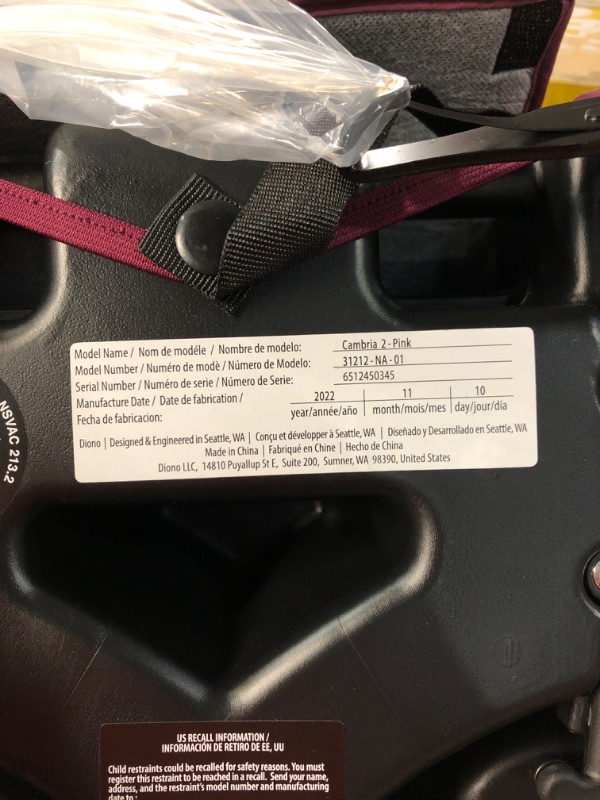 Model Name / Nom de modéle / Nombre de modelo: Cambria 2 - Pink
Model Number / Numéro de modè / Número de Modelo: 31212 - NA - 01
Serial Number / Numéro de serie / Número de Serie: 6512450345
Manufacture Date / Date de fabrication / 2022 11 10
Fecha de fabricacion: year/année/año | month/mois/mes | day/jour/día
Diono | Designed & Engineered in Seattle, WA | Conçu et développer à Seattle, WA | Diseñado y Desarrollado en Seattle, WA
Made in China | Fabriqué en Chine | Hecho de China
Diono LLC, 14810 Puyallup St E, Suite 200, Sumner, WA 98390, United States
NSVAC 213.2
US RECALL INFORMATION /
INFORMACIÓN DE RETIRO DE EE, UU
Child restraints could be recalled for safety reasons. You must
register this restraint to be reached in a recall. Send your name,
address, and the restraint's model number and manufacturing
date to :